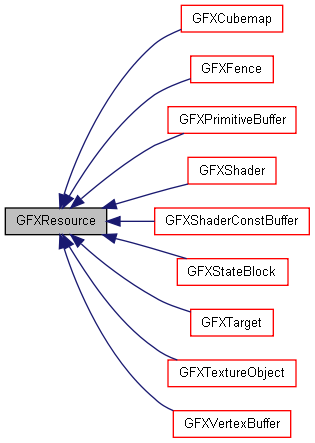 GFXCubemap
GFXFence
GFXPrimitiveBuffer
GFXShader
GFXResource
GFXShaderConstBuffer
GFXStateBlock
GFXTarget
GFXTextureObject
GFXVertexBuffer